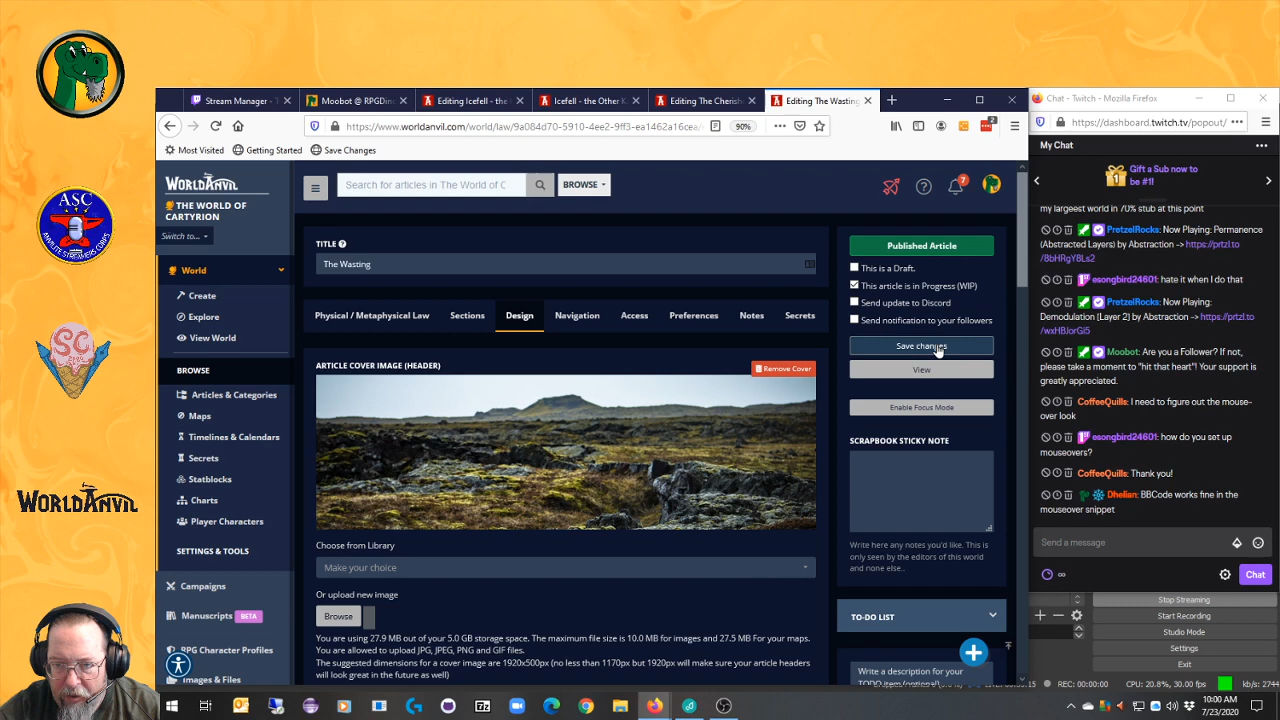 Stream Manager - T
Moobot @ RPGDin
Editing Icefell - the
Icefell - the Other K
Editing The Cherish
Editing The Wasting
https://www.worldanvil.com/world/law/9a084d70-5910-4ee2-9ff3-ea1462a16cea/
90%
Most Visited
Getting Started
Save Changes
WORLDANVIL
THE WORLD OF
CARTYRION
Switch to...
World
Create
Explore
View World
BROWSE
Articles & Categories
Maps
Timelines & Calendars
Secrets
Statblocks
Charts
Player Characters
SETTINGS & TOOLS
Campaigns
Manuscripts BETA
RPG Character Profiles
Images & Files
Search for articles in The World of C
BROWSE
7
TITLE
The Wasting
Physical / Metaphysical Law
Sections
Design
Navigation
Access
Preferences
Notes
Secrets
ARTICLE COVER IMAGE (HEADER)
Remove Cover
Choose from Library
Make your choice
Or upload new image
Browse
You are using 27.9 MB out of your 5.0 GB storage space. The maximum file size is 10.0 MB for images and 27.5 MB For your maps.
You are allowed to upload JPG, JPEG, PNG and GIF files.
The suggested dimensions for a cover image are 1920x500px (no less than 1170px but 1920px will make sure your article headers
will look great in the future as well)
Published Article
This is a Draft.
This article is in Progress (WIP)
Send update to Discord
Send notification to your followers
Save changes
View
Enable Focus Mode
SCRAPBOOK STICKY NOTE
Write here any notes you'd like. This is
only seen by the editors of this world
and none else..
TO-DO LIST
Write a description for your
Chat - Twitch - Mozilla Firefox
https://dashboard.twitch.tv/popout/
My Chat
Gift a Sub now to
be #1!
my largest world in 70% stub at this point
PretzelRocks: Now Playing: Permanence
(Abstracted Layers) by Abstraction -> https://prtzl.to
/8bHRgY8Ls2
esongbird24601: hate it when I do that
PretzelRocks: Now Playing:
Demodulation [Layer 2] by Abstraction ->
https://prtzl.to
/wxHBJorGl5
Moobot: Are you a Follower? If not,
please take a moment to "hit that heart"! Your support is
greatly appreciated.
CoffeeQuills: I need to figure out the mouse-
over look
esongbird24601: how do you set up
mouseovers?
CoffeeQuills: Thank you!
Dhelian: BBCode works fine in the
mouseover snippet
Send a message
Chat
Stop Streaming
Start Recording
Studio Mode
Settings
Exit
REC: 00:00:00
CPU: 20.8%, 30.00 fps
kb/s: 2744
10:00 AM
7/23/2020
ASC
ANVILITE STREAMERS CORPS
SC
WORLDANVIL